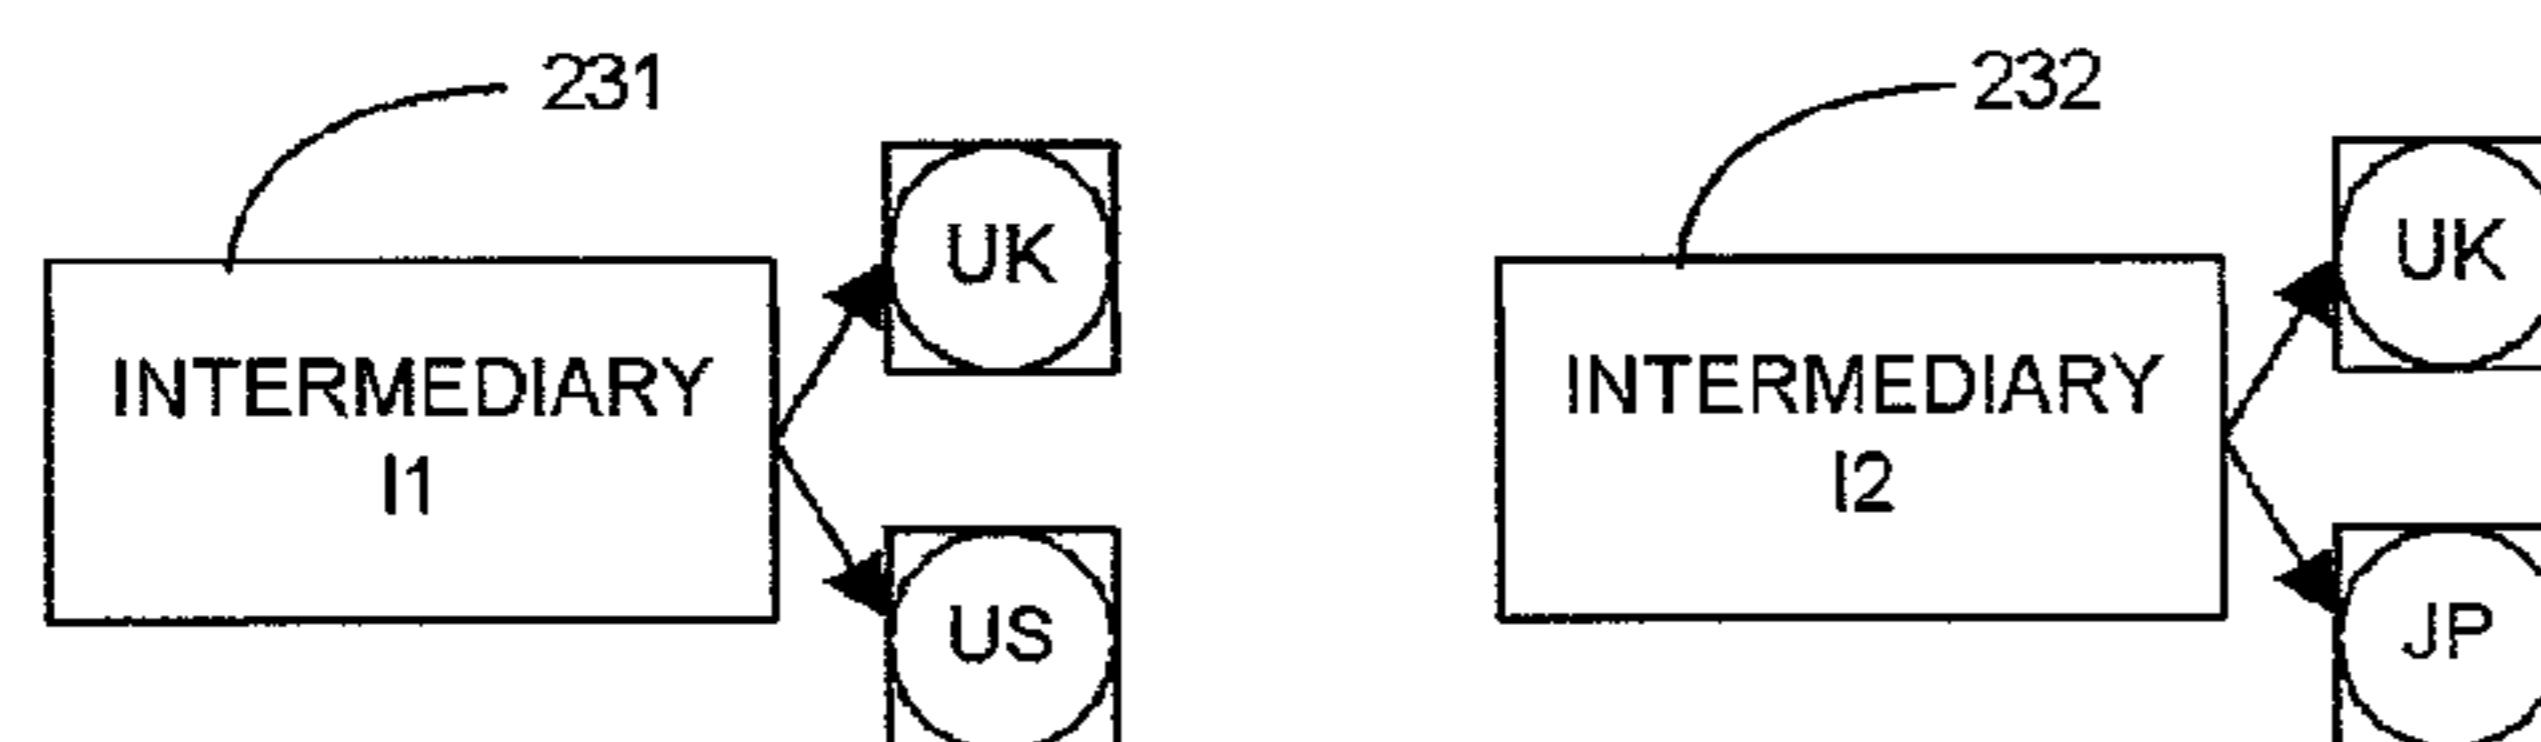 231
UK
INTERMEDIARY
I1
US
232
UK
INTERMEDIARY
I2
JP